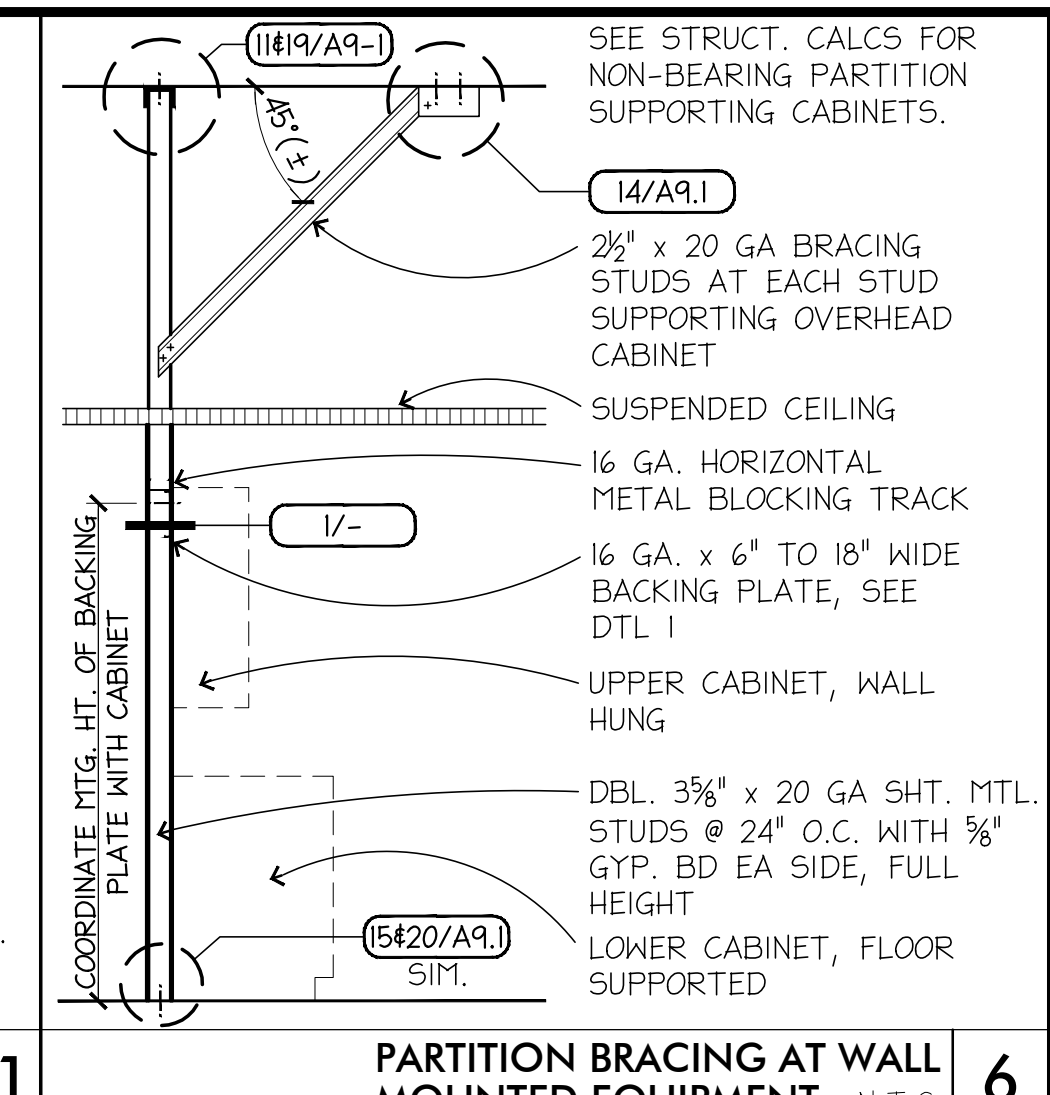 11&19/A9-1
SEE STRUCT. CALCS FOR
NON-BEARING PARTITION
SUPPORTING CABINETS.
45°(±)
14/A9.1
2½" x 20 GA BRACING
STUDS AT EACH STUD
SUPPORTING OVERHEAD
CABINET
SUSPENDED CEILING
16 GA. HORIZONTAL
METAL BLOCKING TRACK
1/-
16 GA. x 6" TO 18" WIDE
BACKING PLATE, SEE
DTL 1
COORDINATE MTG. HT. OF BACKING
PLATE WITH CABINET
UPPER CABINET, WALL
HUNG
DBL. 3⅝" x 20 GA SHT. MTL.
STUDS @ 24" O.C. WITH ⅝"
GYP. BD EA SIDE, FULL
HEIGHT
15&20/A9.1
SIM.
LOWER CABINET, FLOOR
SUPPORTED
1
PARTITION BRACING AT WALL
MOUNTED EQUIPMENT N.T.S.
6